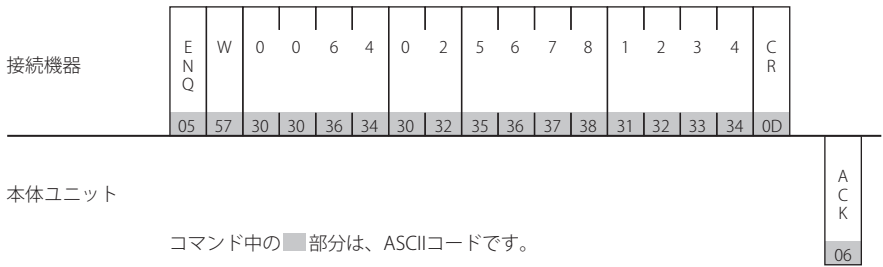 接続機器
ENQ W 0 0 6 4 0 2 5 6 7 8 1 2 3 4 CR
05 57 30 30 36 34 30 32 35 36 37 38 31 32 33 34 0D
本体ユニット
ACK
06
コマンド中の 部分は、ASCIIコードです。